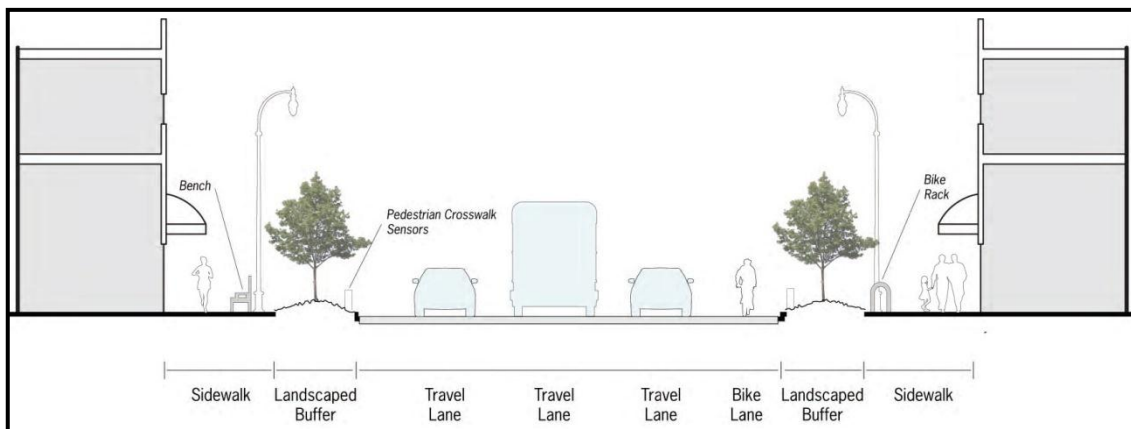 Bench
Pedestrian Crosswalk
Sensors
Bike
Rack
Sidewalk
Landscaped
Buffer
Travel
Lane
Travel
Lane
Travel
Lane
Bike
Lane
Landscaped
Buffer
Sidewalk